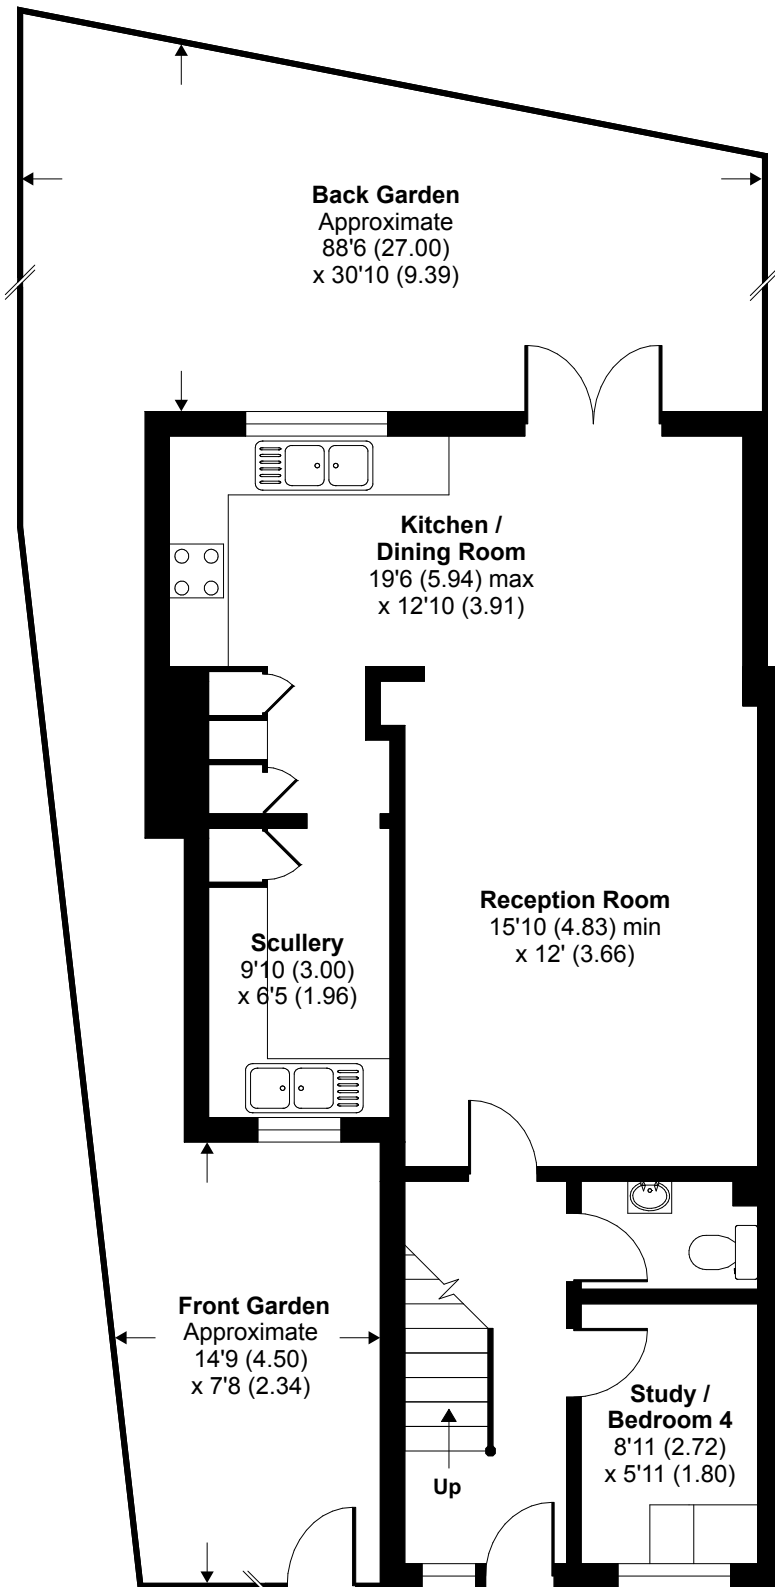 Back Garden
Approximate
88'6 (27.00)
x 30'10 (9.39)
Kitchen /
Dining Room
19'6 (5.94) max
x 12'10 (3.91)
Reception Room
15'10 (4.83) min
x 12' (3.66)
Scullery
9'10 (3.00)
x 6'5 (1.96)
Front Garden
Approximate
14'9 (4.50)
x 7'8 (2.34)
Study /
Bedroom 4
8'11 (2.72)
x 5'11 (1.80)
Up